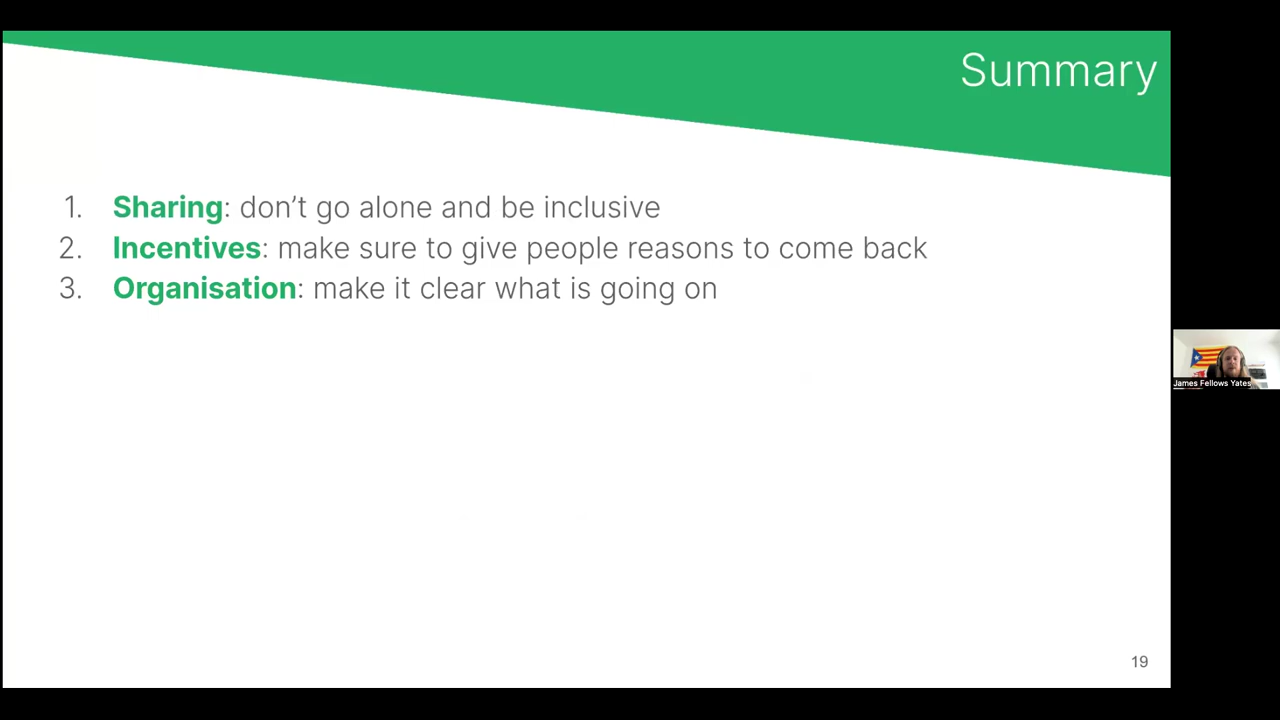 Summary
1. Sharing: don't go alone and be inclusive
2. Incentives: make sure to give people reasons to come back
3. Organisation: make it clear what is going on
James Fellows Yates
19